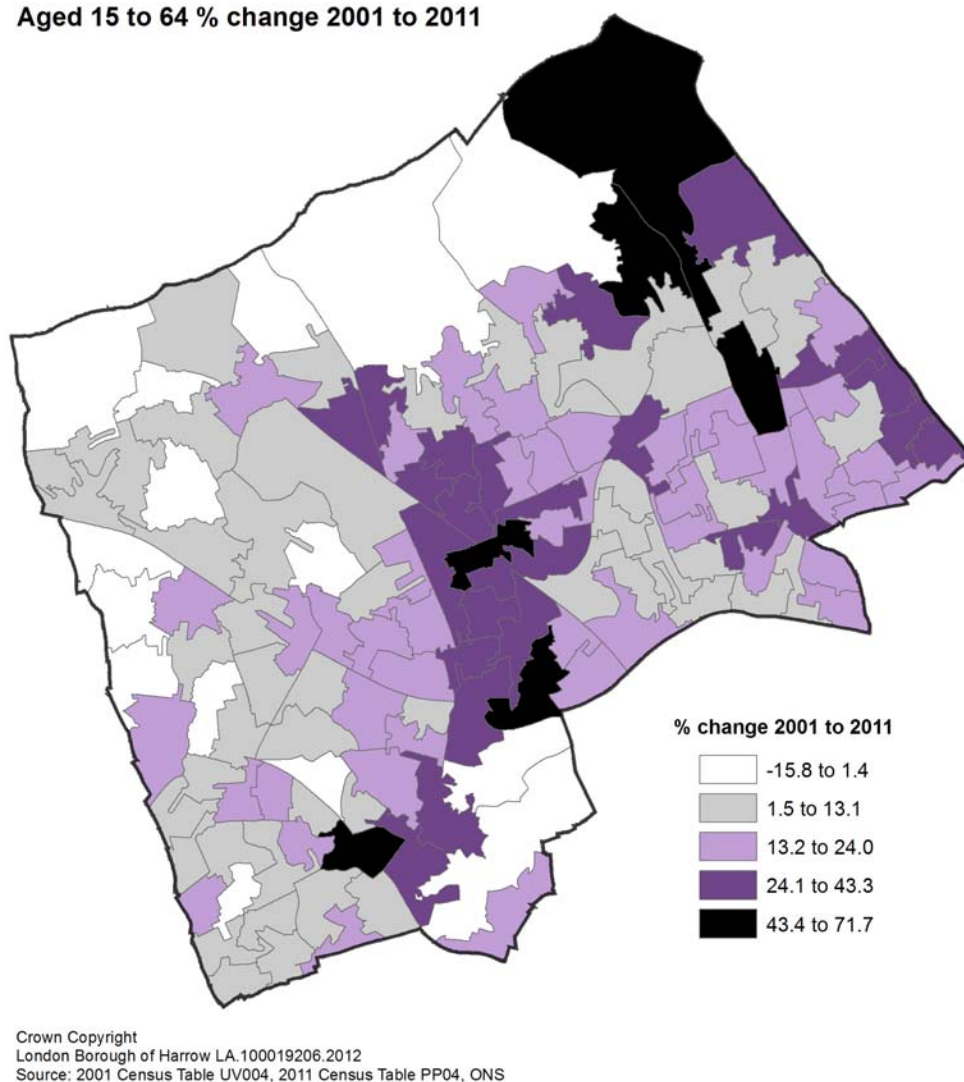 Aged 15 to 64 % change 2001 to 2011
% change 2001 to 2011
-15.8 to 1.4
1.5 to 13.1
13.2 to 24.0
24.1 to 43.3
43.4 to 71.7
Crown Copyright
London Borough of Harrow LA.100019206.2012
Source: 2001 Census Table UV004, 2011 Census Table PP04, ONS